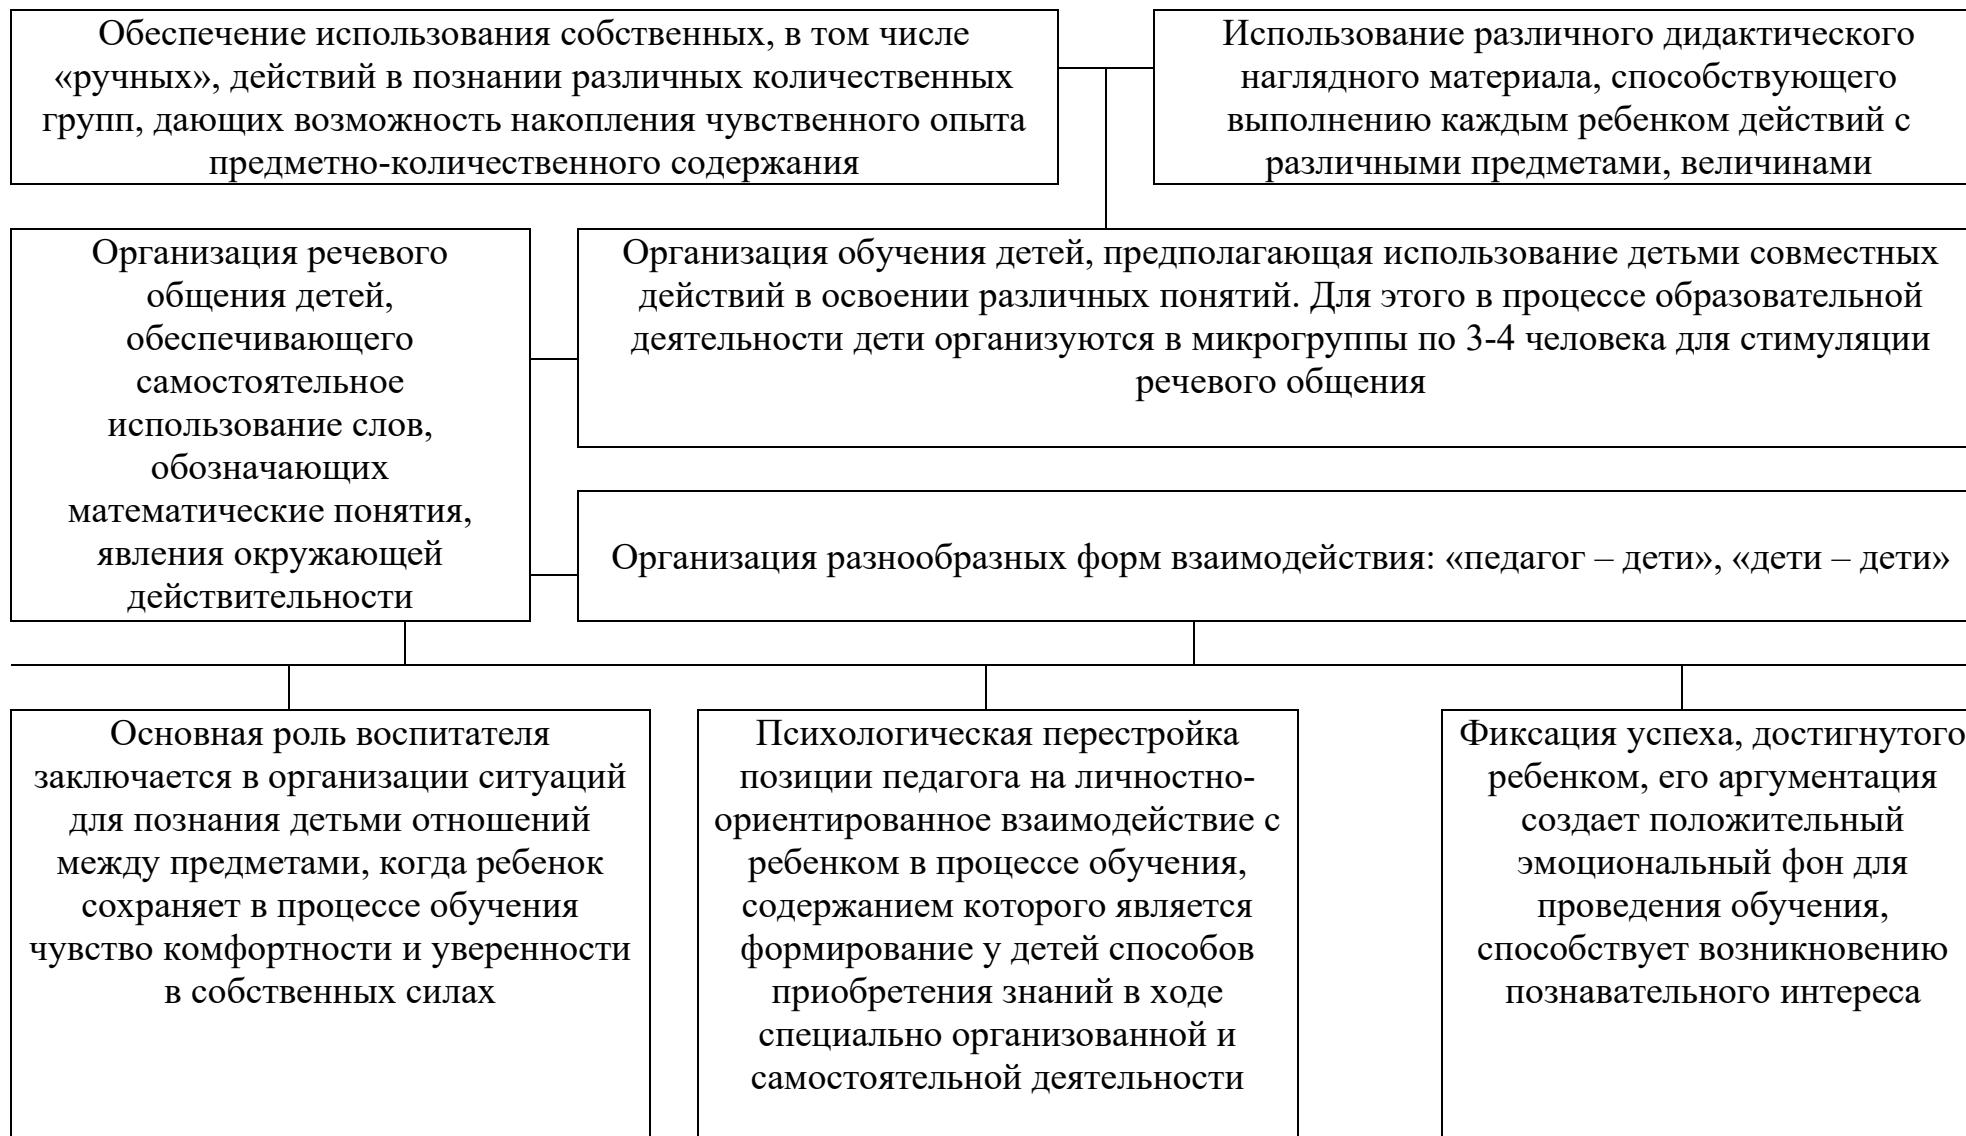 Обеспечение использования собственных, в том числе
«ручных», действий в познании различных количественных
групп, дающих возможность накопления чувственного опыта
предметно-количественного содержания
Использование различного дидактического
наглядного материала, способствующего
выполнению каждым ребенком действий с
различными предметами, величинами
Организация речевого
общения детей,
обеспечивающего
самостоятельное
использование слов,
обозначающих
математические понятия,
явления окружающей
действительности
Организация обучения детей, предполагающая использование детьми совместных
действий в освоении различных понятий. Для этого в процессе образовательной
деятельности дети организуются в микрогруппы по 3-4 человека для стимуляции
речевого общения
Организация разнообразных форм взаимодействия: «педагог – дети», «дети – дети»
Основная роль воспитателя
заключается в организации ситуаций
для познания детьми отношений
между предметами, когда ребенок
сохраняет в процессе обучения
чувство комфортности и уверенности
в собственных силах
Психологическая перестройка
позиции педагога на личностно-
ориентированное взаимодействие с
ребенком в процессе обучения,
содержанием которого является
формирование у детей способов
приобретения знаний в ходе
специально организованной и
самостоятельной деятельности
Фиксация успеха, достигнутого
ребенком, его аргументация
создает положительный
эмоциональный фон для
проведения обучения,
способствует возникновению
познавательного интереса